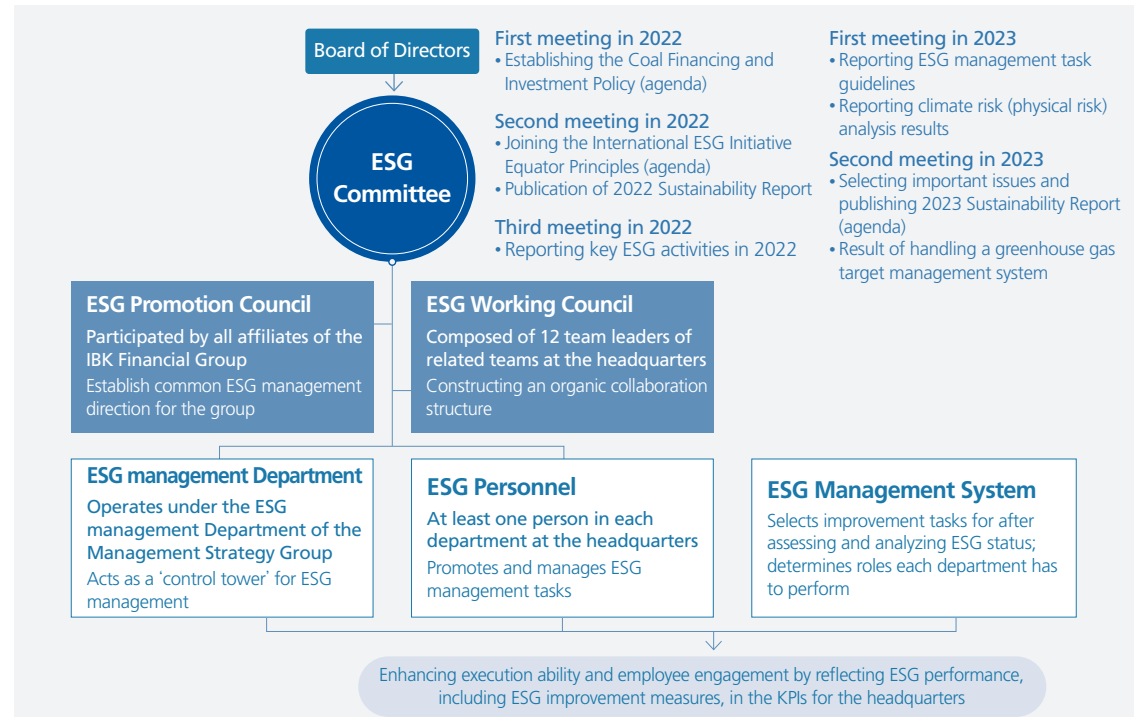 Board of Directors
ESG
Committee
First meeting in 2022
• Establishing the Coal Financing and
Investment Policy (agenda)
Second meeting in 2022
• Joining the International ESG Initiative
Equator Principles (agenda)
• Publication of 2022 Sustainability Report
Third meeting in 2022
• Reporting key ESG activities in 2022
First meeting in 2023
• Reporting ESG management task
guidelines
• Reporting climate risk (physical risk)
analysis results
Second meeting in 2023
• Selecting important issues and
publishing 2023 Sustainability Report
(agenda)
• Result of handling a greenhouse gas
target management system
ESG Promotion Council
Participated by all affiliates of the
IBK Financial Group
Establish common ESG management
direction for the group
ESG Working Council
Composed of 12 team leaders of
related teams at the headquarters
Constructing an organic collaboration
structure
ESG management Department
Operates under the ESG
management Department of the
Management Strategy Group
Acts as a ‘control tower’ for ESG
management
ESG Personnel
At least one person in each
department at the headquarters
Promotes and manages ESG
management tasks
ESG Management System
Selects improvement tasks for after
assessing and analyzing ESG status;
determines roles each department has
to perform
Enhancing execution ability and employee engagement by reflecting ESG performance,
including ESG improvement measures, in the KPIs for the headquarters